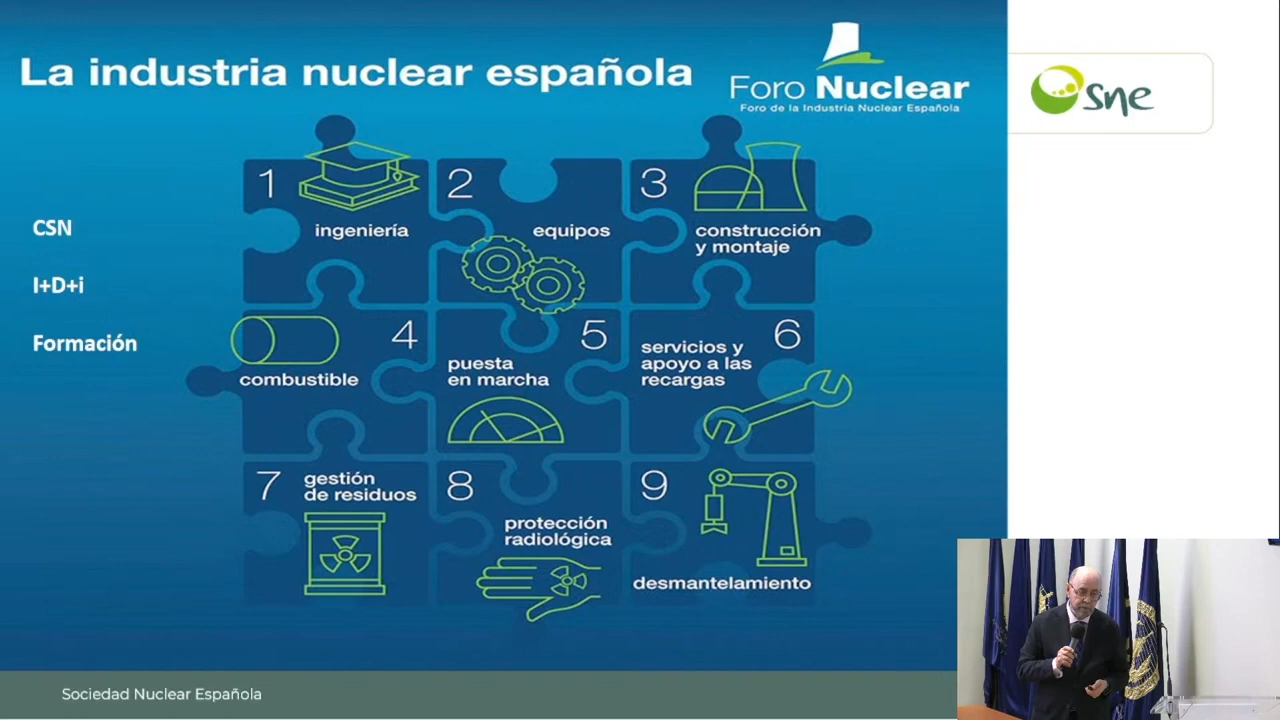 La industria nuclear española
Foro Nuclear
Foro de la Industria Nuclear Española
sne
CSN
I+D+i
Formación
1
ingeniería
2
equipos
3
construcción
y montaje
4
combustible
5
puesta
en marcha
6
servicios y
apoyo a las
recargas
7
gestión
de residuos
8
protección
radiológica
9
desmantelamiento
Sociedad Nuclear Española